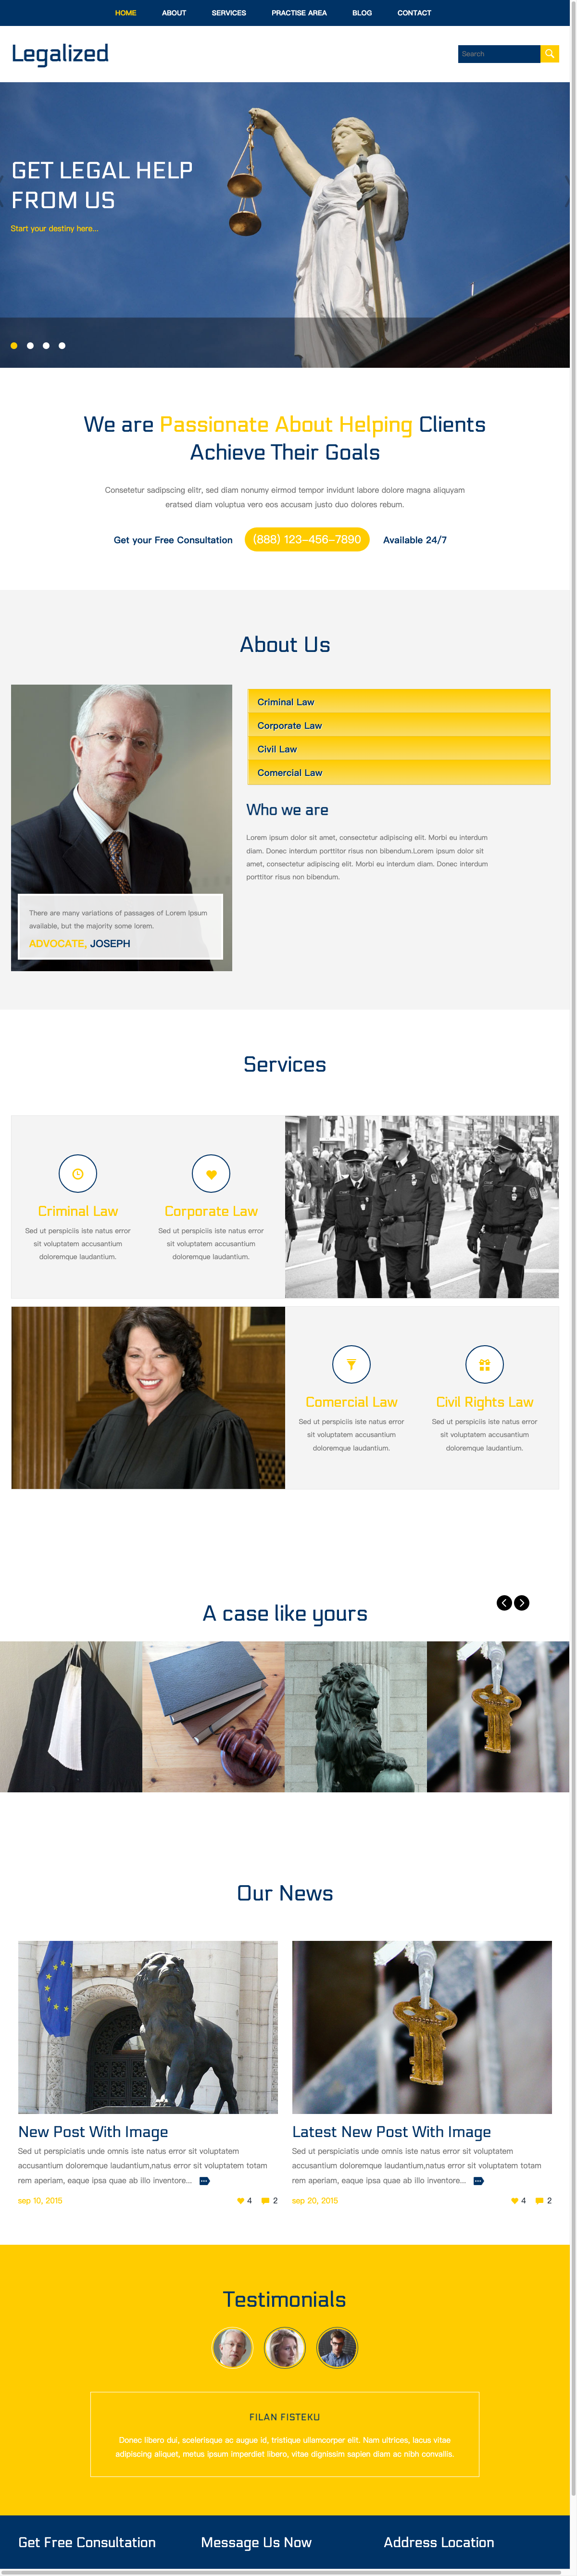 HOME ABOUT SERVICES PRACTISE AREA BLOG CONTACT
Legalized
Search
GET LEGAL HELP
FROM US
Start your destiny here...
We are Passionate About Helping Clients
Achieve Their Goals
Consetetur sadipscing elitr, sed diam nonumy eirmod tempor invidunt labore dolore magna aliquyam
eratsed diam voluptua vero eos accusam justo duo dolores rebum.
Get your Free Consultation (888) 123-456-7890 Available 24/7
About Us
There are many variations of passages of Lorem Ipsum
available, but the majority some lorem.
ADVOCATE, JOSEPH
Criminal Law
Corporate Law
Civil Law
Comercial Law
Who we are
Lorem ipsum dolor sit amet, consectetur adipiscing elit. Morbi eu interdum
diam. Donec interdum porttitor risus non bibendum.Lorem ipsum dolor sit
amet, consectetur adipiscing elit. Morbi eu interdum diam. Donec interdum
porttitor risus non bibendum.
Services
Criminal Law
Sed ut perspiciis iste natus error
sit voluptatem accusantium
doloremque laudantium.
Corporate Law
Sed ut perspiciis iste natus error
sit voluptatem accusantium
doloremque laudantium.
Comercial Law
Sed ut perspiciis iste natus error
sit voluptatem accusantium
doloremque laudantium.
Civil Rights Law
Sed ut perspiciis iste natus error
sit voluptatem accusantium
doloremque laudantium.
A case like yours
Our News
New Post With Image
Sed ut perspiciatis unde omnis iste natus error sit voluptatem
accusantium doloremque laudantium,natus error sit voluptatem totam
rem aperiam, eaque ipsa quae ab illo inventore...
sep 10, 2015 4 2
Latest New Post With Image
Sed ut perspiciatis unde omnis iste natus error sit voluptatem
accusantium doloremque laudantium,natus error sit voluptatem totam
rem aperiam, eaque ipsa quae ab illo inventore...
sep 20, 2015 4 2
Testimonials
FILAN FISTEKU
Donec libero dui, scelerisque ac augue id, tristique ullamcorper elit. Nam ultrices, lacus vitae
adipiscing aliquet, metus ipsum imperdiet libero, vitae dignissim sapien diam ac nibh convallis.
Get Free Consultation Message Us Now Address Location